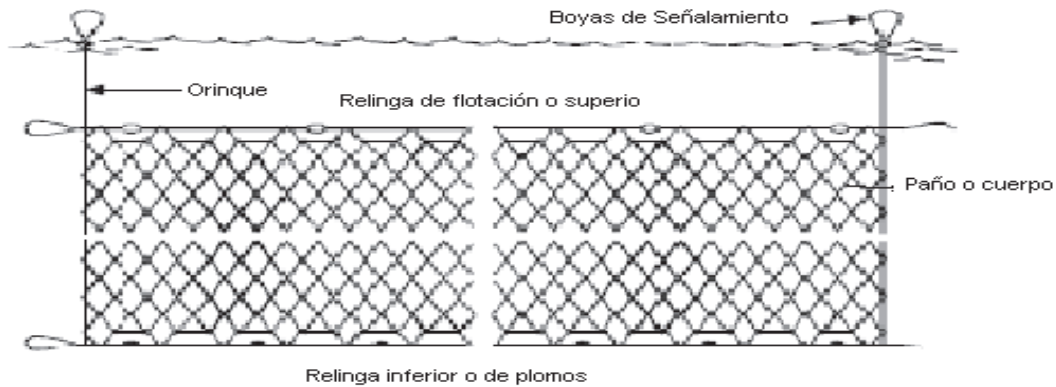 Boyas de Señalamiento
Orinque
Relinga de flotación o superio
Paño o cuerpo
Relinga inferior o de plomos